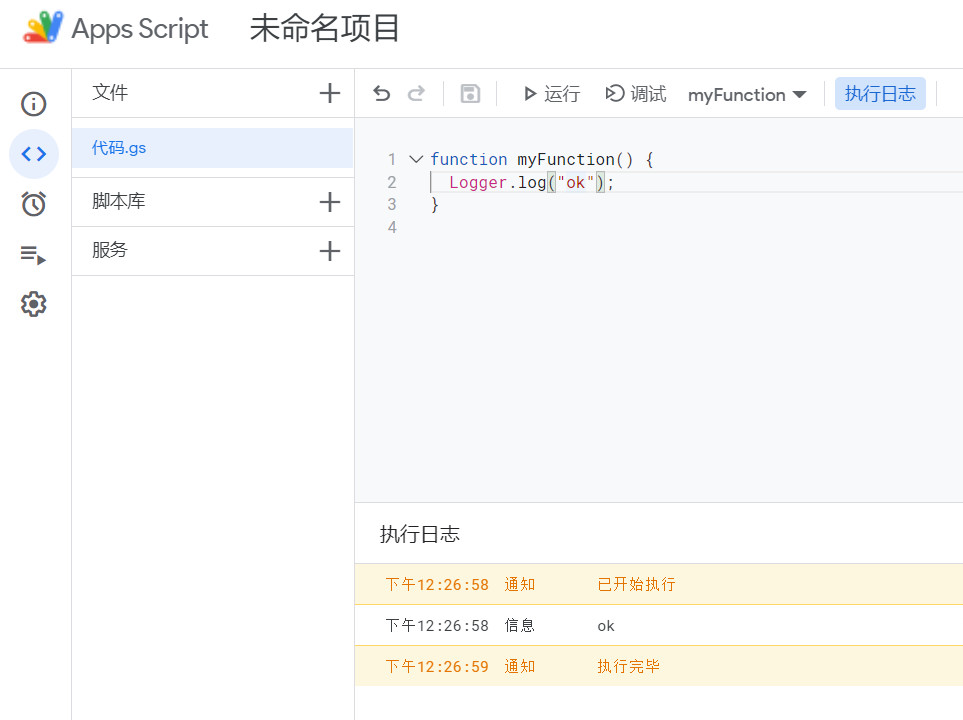 Apps Script 未命名项目
文件
运行 调试 myFunction 执行日志
代码.gs
脚本库
服务
1 function myFunction() {
2 Logger.log("ok");
3 }
4
执行日志
下午12:26:58 通知 已开始执行
下午12:26:58 信息 ok
下午12:26:59 通知 执行完毕